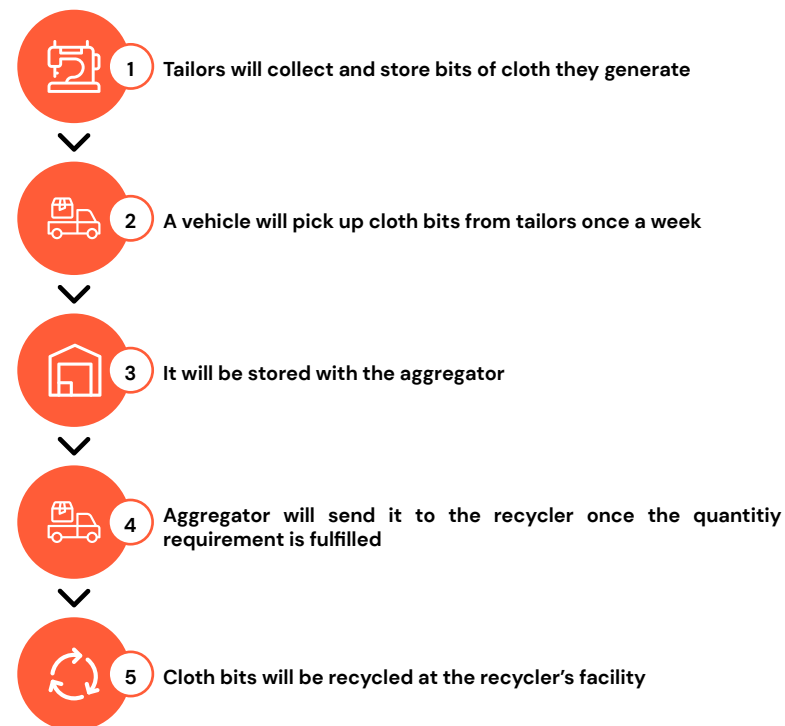 1 Tailors will collect and store bits of cloth they generate
2 A vehicle will pick up cloth bits from tailors once a week
3 It will be stored with the aggregator
4 Aggregator will send it to the recycler once the quantitiy
requirement is fulfilled
5 Cloth bits will be recycled at the recycler’s facility